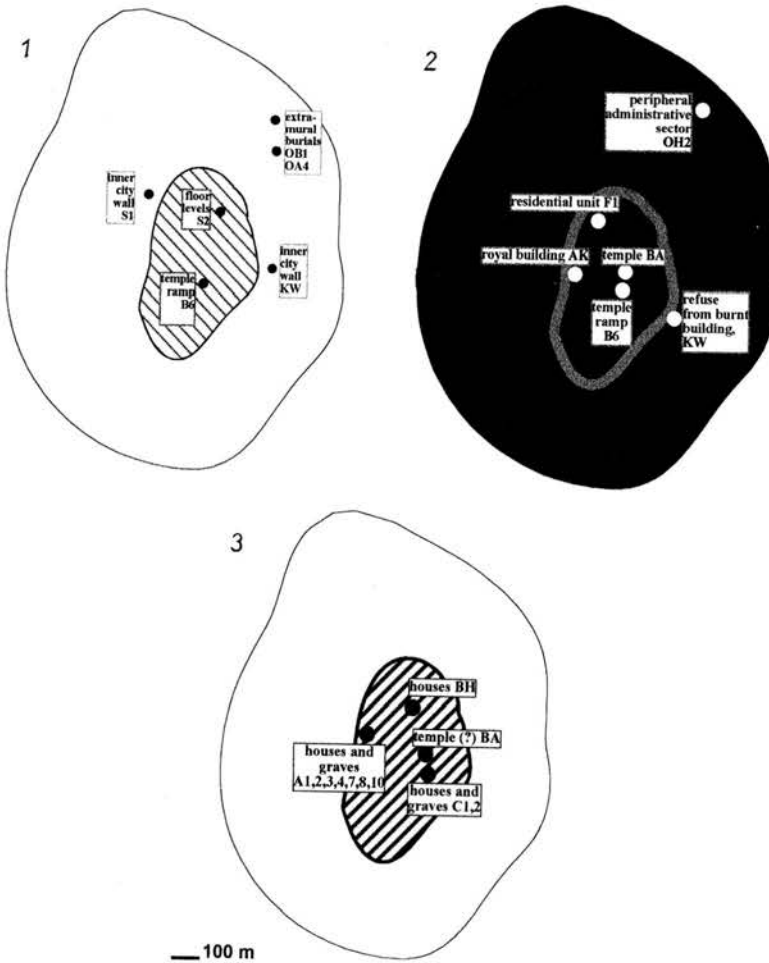 1
extra-
mural
burials
OB1
OA4
inner
city
wall
S1
floor
levels
S2
inner
city
wall
KW
temple
ramp
B6
2
peripheral
administrative
sector
OH2
residential unit F1
royal building AK
temple BA
temple
ramp
B6
refuse
from burnt
building,
KW
3
houses BH
temple (?) BA
houses and
graves
A1,2,3,4,7,8,10
houses and
graves C1,2
100 m